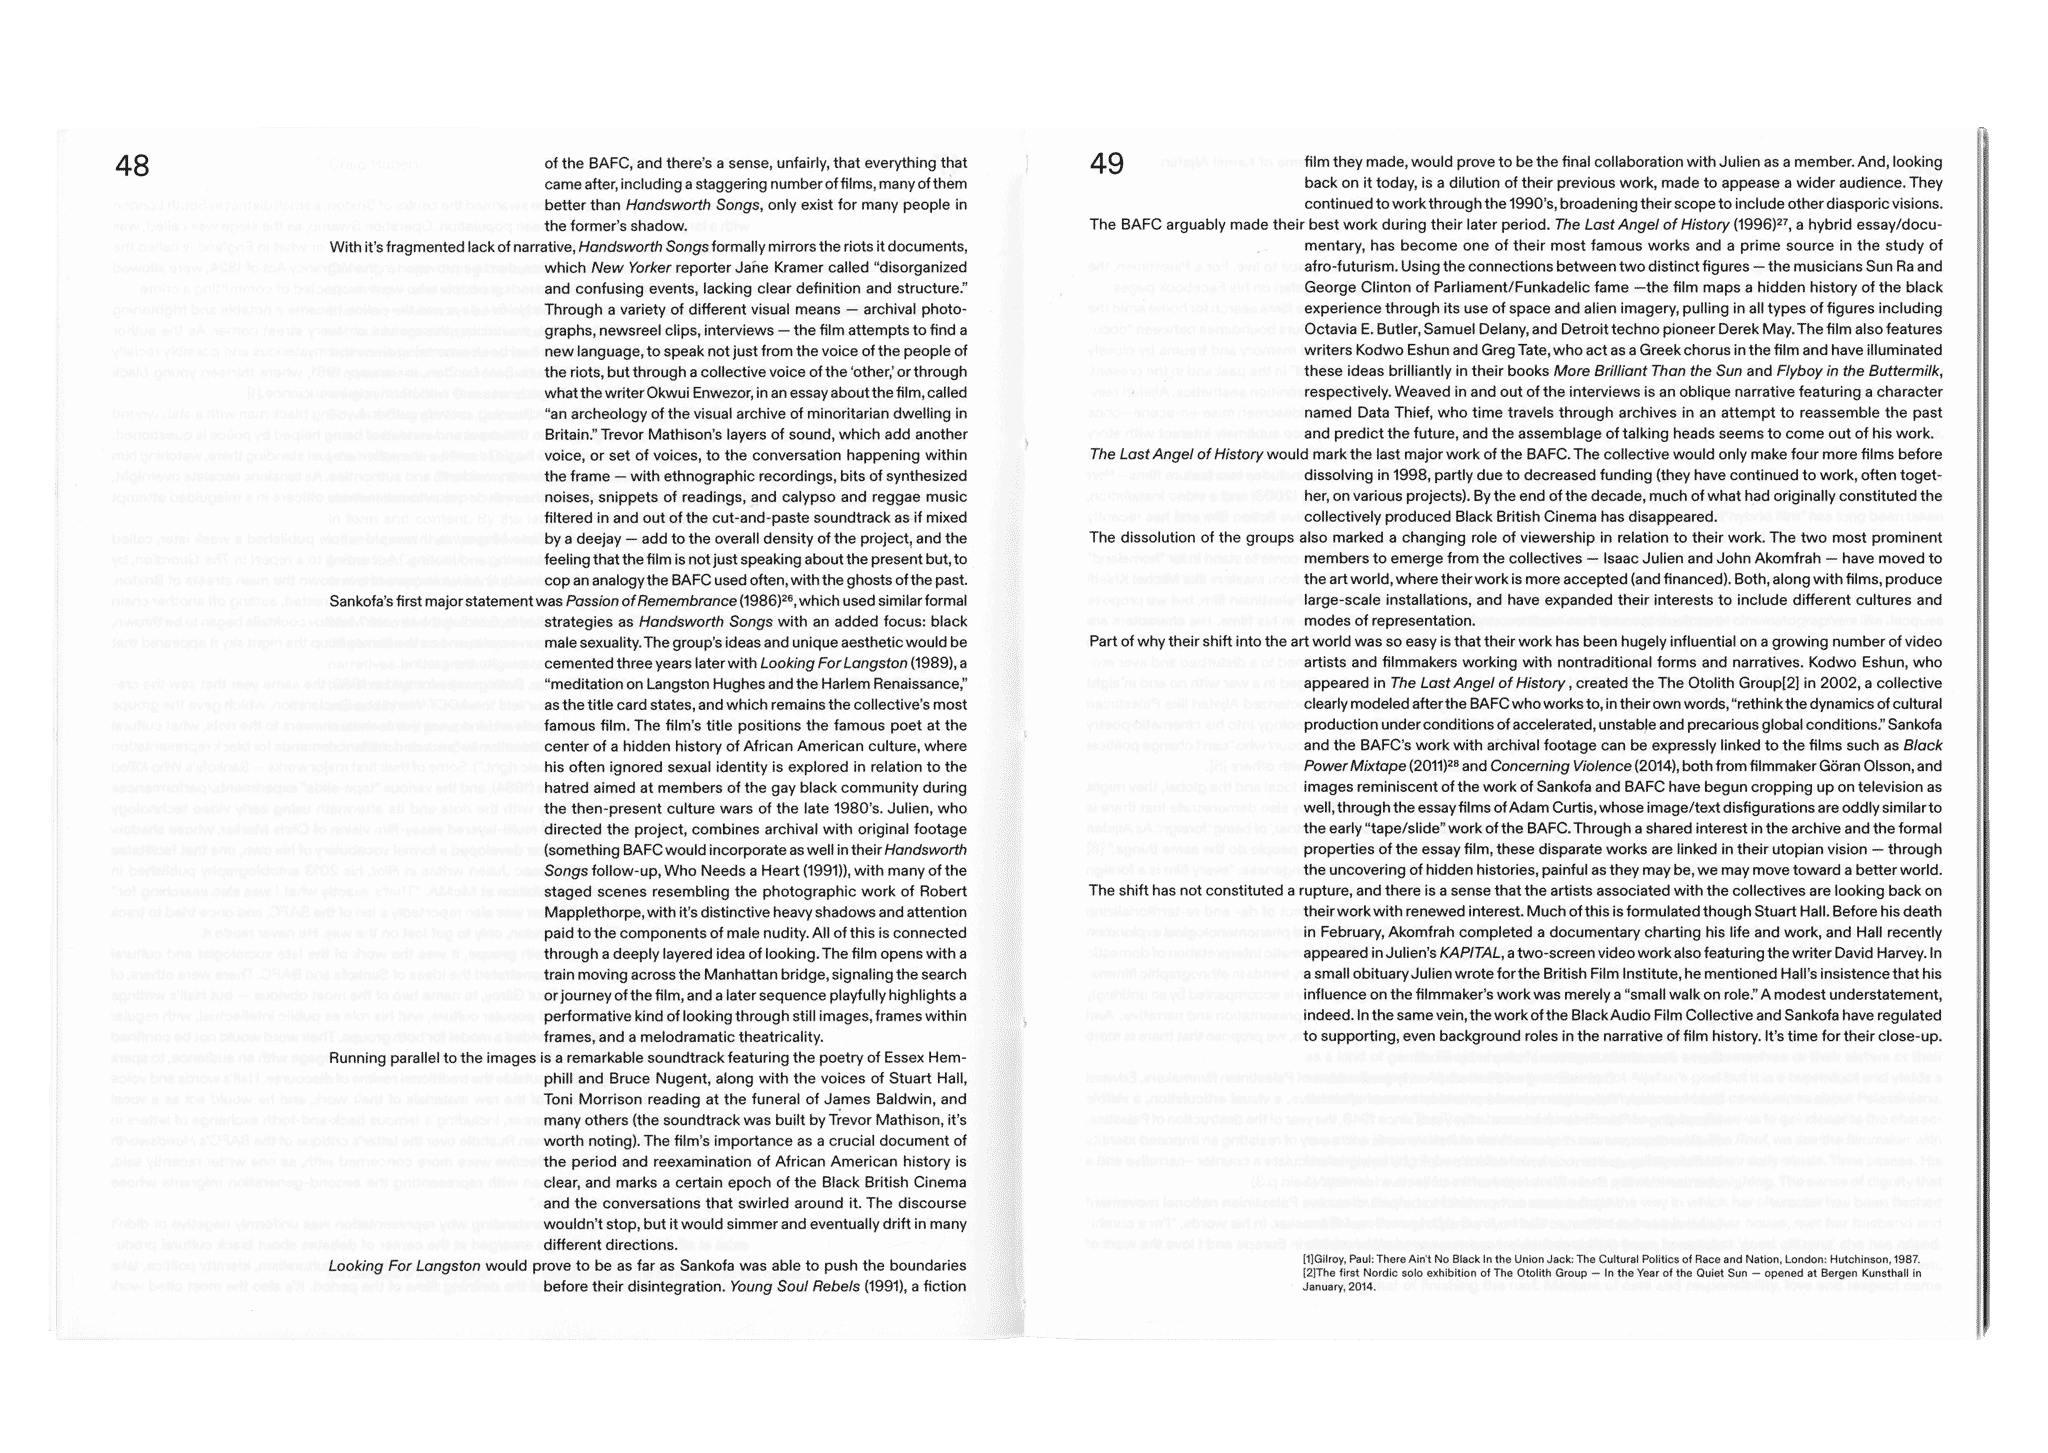 48
of the BAFC, and there's a sense, unfairly, that everything that
came after, including a staggering number of films, many of them
better than Handsworth Songs, only exist for many people in
the former's shadow.
With it's fragmented lack of narrative, Handsworth Songs formally mirrors the riots it documents,
which New Yorker reporter Jane Kramer called “disorganized
and confusing events, lacking clear definition and structure.”
Through a variety of different visual means — archival photo-
graphs, newsreel clips, interviews — the film attempts to find a
new language, to speak not just from the voice of the people of
the riots, but through a collective voice of the ‘other,’ or through
what the writer Okwui Enwezor, in an essay about the film, called
“an archeology of the visual archive of minoritarian dwelling in
Britain.” Trevor Mathison’s layers of sound, which add another
voice, or set of voices, to the conversation happening within
the frame — with ethnographic recordings, bits of synthesized
noises, snippets of readings, and calypso and reggae music
filtered in and out of the cut-and-paste soundtrack as if mixed
by a deejay — add to the overall density of the project, and the
feeling that the film is not just speaking about the present but, to
cop an analogy the BAFC used often, with the ghosts of the past.
Sankofa’s first major statement was Passion of Remembrance (1986)²⁶, which used similar formal
strategies as Handsworth Songs with an added focus: black
male sexuality. The group’s ideas and unique aesthetic would be
cemented three years later with Looking For Langston (1989), a
“meditation on Langston Hughes and the Harlem Renaissance,”
as the title card states, and which remains the collective’s most
famous film. The film’s title positions the famous poet at the
center of a hidden history of African American culture, where
his often ignored sexual identity is explored in relation to the
hatred aimed at members of the gay black community during
the then-present culture wars of the late 1980’s. Julien, who
directed the project, combines archival with original footage
(something BAFC would incorporate as well in their Handsworth
Songs follow-up, Who Needs a Heart (1991)), with many of the
staged scenes resembling the photographic work of Robert
Mapplethorpe, with it’s distinctive heavy shadows and attention
paid to the components of male nudity. All of this is connected
through a deeply layered idea of looking. The film opens with a
train moving across the Manhattan bridge, signaling the search
or journey of the film, and a later sequence playfully highlights a
performative kind of looking through still images, frames within
frames, and a melodramatic theatricality.
Running parallel to the images is a remarkable soundtrack featuring the poetry of Essex Hem-
phill and Bruce Nugent, along with the voices of Stuart Hall,
Toni Morrison reading at the funeral of James Baldwin, and
many others (the soundtrack was built by Trevor Mathison, it’s
worth noting). The film’s importance as a crucial document of
the period and reexamination of African American history is
clear, and marks a certain epoch of the Black British Cinema
and the conversations that swirled around it. The discourse
wouldn’t stop, but it would simmer and eventually drift in many
different directions.
Looking For Langston would prove to be as far as Sankofa was able to push the boundaries
before their disintegration. Young Soul Rebels (1991), a fiction
49
film they made, would prove to be the final collaboration with Julien as a member. And, looking
back on it today, is a dilution of their previous work, made to appease a wider audience. They
continued to work through the 1990’s, broadening their scope to include other diasporic visions.
The BAFC arguably made their best work during their later period. The Last Angel of History (1996)²⁷, a hybrid essay/docu-
mentary, has become one of their most famous works and a prime source in the study of
afro-futurism. Using the connections between two distinct figures — the musicians Sun Ra and
George Clinton of Parliament/Funkadelic fame —the film maps a hidden history of the black
experience through its use of space and alien imagery, pulling in all types of figures including
Octavia E. Butler, Samuel Delany, and Detroit techno pioneer Derek May. The film also features
writers Kodwo Eshun and Greg Tate, who act as a Greek chorus in the film and have illuminated
these ideas brilliantly in their books More Brilliant Than the Sun and Flyboy in the Buttermilk,
respectively. Weaved in and out of the interviews is an oblique narrative featuring a character
named Data Thief, who time travels through archives in an attempt to reassemble the past
and predict the future, and the assemblage of talking heads seems to come out of his work.
The Last Angel of History would mark the last major work of the BAFC. The collective would only make four more films before
dissolving in 1998, partly due to decreased funding (they have continued to work, often toget-
her, on various projects). By the end of the decade, much of what had originally constituted the
collectively produced Black British Cinema has disappeared.
The dissolution of the groups also marked a changing role of viewership in relation to their work. The two most prominent
members to emerge from the collectives — Isaac Julien and John Akomfrah — have moved to
the art world, where their work is more accepted (and financed). Both, along with films, produce
large-scale installations, and have expanded their interests to include different cultures and
modes of representation.
Part of why their shift into the art world was so easy is that their work has been hugely influential on a growing number of video
artists and filmmakers working with nontraditional forms and narratives. Kodwo Eshun, who
appeared in The Last Angel of History , created the The Otolith Group[2] in 2002, a collective
clearly modeled after the BAFC who works to, in their own words, “rethink the dynamics of cultural
production under conditions of accelerated, unstable and precarious global conditions.” Sankofa
and the BAFC’s work with archival footage can be expressly linked to the films such as Black
Power Mixtape (2011)²⁸ and Concerning Violence (2014), both from filmmaker Göran Olsson, and
images reminiscent of the work of Sankofa and BAFC have begun cropping up on television as
well, through the essay films of Adam Curtis, whose image/text disfigurations are oddly similar to
the early “tape/slide” work of the BAFC. Through a shared interest in the archive and the formal
properties of the essay film, these disparate works are linked in their utopian vision — through
the uncovering of hidden histories, painful as they may be, we may move toward a better world.
The shift has not constituted a rupture, and there is a sense that the artists associated with the collectives are looking back on
their work with renewed interest. Much of this is formulated though Stuart Hall. Before his death
in February, Akomfrah completed a documentary charting his life and work, and Hall recently
appeared in Julien’s KAPITAL, a two-screen video work also featuring the writer David Harvey. In
a small obituary Julien wrote for the British Film Institute, he mentioned Hall’s insistence that his
influence on the filmmaker’s work was merely a “small walk on role.” A modest understatement,
indeed. In the same vein, the work of the Black Audio Film Collective and Sankofa have regulated
to supporting, even background roles in the narrative of film history. It’s time for their close-up.
[1]Gilroy, Paul: There Ain’t No Black In the Union Jack: The Cultural Politics of Race and Nation, London: Hutchinson, 1987.
[2]The first Nordic solo exhibition of The Otolith Group — In the Year of the Quiet Sun — opened at Bergen Kunsthall in
January, 2014.